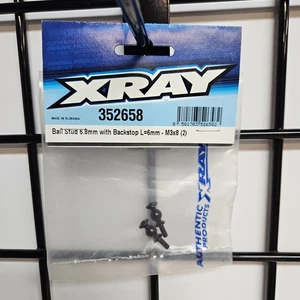 XRAY
352658
MADE IN SLOVAKIA
Ball Stud 6.8mm with Backstop L=6mm - M3x8 (2)
XRAY
AUTHENTIC
PRODUCTS